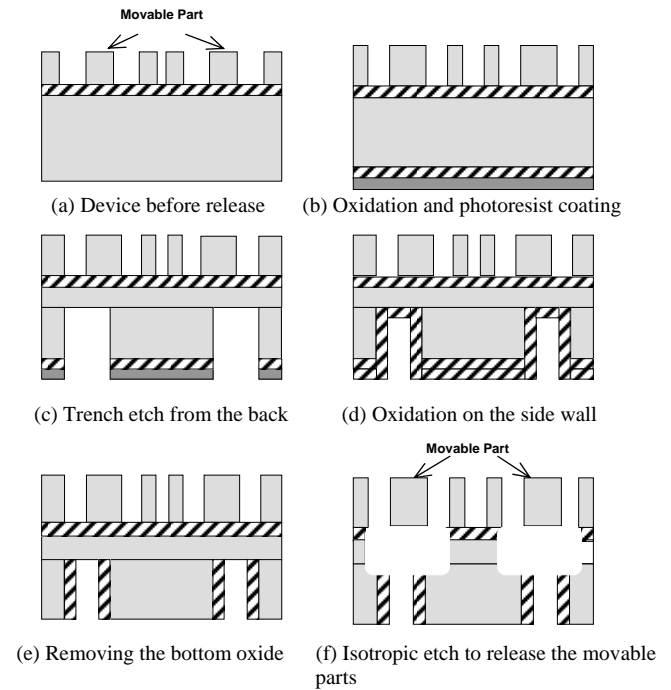 Movable Part
(a) Device before release
(b) Oxidation and photoresist coating
(c) Trench etch from the back
(d) Oxidation on the side wall
Movable Part
(e) Removing the bottom oxide
(f) Isotropic etch to release the movable
parts